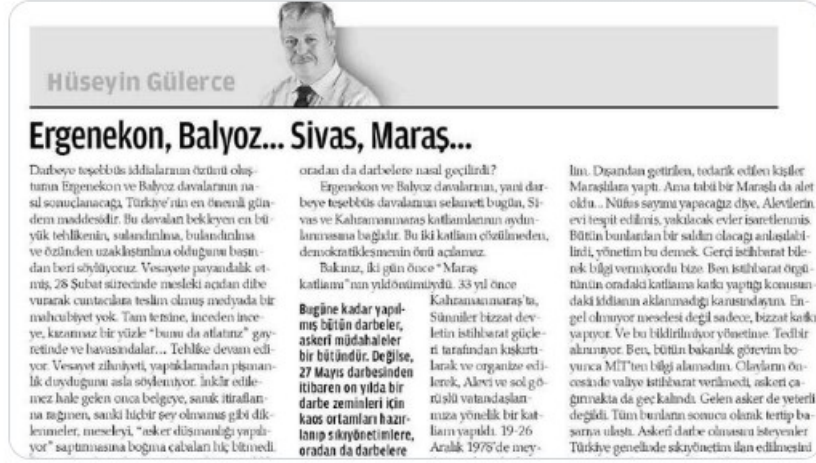 Hüseyin Gülerce
Ergenekon, Balyoz... Sivas, Maraş...
Darbeye teşebbüs iddialarının özünü oluş-
turan Ergenekon ve Balyoz davalarının na-
sıl sonuçlanacağı, Türkiye'nin en önemli gün-
dem maddesidir. Bu davaları bekleyen en bü-
yük tehlikenin, sulandırılma, bulandırılma
ve özünden uzaklaştırılma olduğunu başın-
dan beri söylüyoruz. Vesayete payandalık et-
miş, 28 Şubat sürecinde mesleki açıdan dibe
vurarak cuntacılara teslim olmuş medyada bir
mahcubiyet yok. Tam tersine, inceden ince-
ye, kızarmaz bir yüzle "bunu da atlatırız" gay-
retinde ve havasındalar... Tehlike devam edi-
yor. Vesayet zihniyeti, yaptıklarından pişman-
lık duyduğunu asla söylemiyor. İnkâr edile-
mez hale gelen onca belgeye, sanık itirafları-
na rağmen, sanki hiçbir şey olmamış gibi dik-
lenmeler, meseleyi, "asker düşmanlığı yapılı-
yor" saptırmasına boğma çabaları hiç bitmedi.
oradan da darbelere nasıl geçilirdi?
Ergenekon ve Balyoz davalarının, yani dar-
beye teşebbüs davalarının selameti bugün, Si-
vas ve Kahramanmaraş katliamlarının aydın-
lanmasına bağlıdır. Bu iki katliam çözülmeden,
demokratikleşmenin önü açılamaz.
Bakınız, iki gün önce "Maraş
katliamı"nın yıldönümüydü. 33 yıl önce
Kahramanmaraş'ta,
Sünniler bizzat dev-
letin istihbarat güçle-
ri tarafından kışkırtı-
larak ve organize edi-
lerek, Alevi ve sol gö-
rüşlü vatandaşları-
mıza yönelik bir kat-
liam yapıldı. 19-26
Aralık 1978'de mey-
Bugüne kadar yapıl-
mış bütün darbeler,
askerî müdahaleler
bir bütündür. Değilse,
27 Mayıs darbesinden
itibaren on yılda bir
darbe zeminleri için
kaos ortamları hazır-
lanıp sıkıyönetimlere,
oradan da darbelere
lim. Dışarıdan getirilen, tedarik edilen kişiler
Maraşlılara yaptı. Ama tabii bir Maraşlı da alet
oldu... Nüfus sayımı yapacağız diye, Alevilerin
evi tespit edilmiş, yakılacak evler işaretlenmiş.
Bütün bunlardan bir saldırı olacağı anlaşılabi-
lirdi, yönetim bu demek. Gerçi istihbarat bile-
rek bilgi vermiyordu bize. Ben istihbarat örgü-
tünün oradaki katliama katkı yaptığı konusun-
daki iddianın aklanmadığı kanısındayım. En-
gel olmuyor meselesi değil sadece, bizzat katkı
yapıyor. Ve bu bildirilmiyor yönetime. Tedbir
alınmıyor. Ben, bütün bakanlık görevim bo-
yunca MİT'ten bilgi alamadım. Olayların ön-
cesinde valiye istihbarat verilmedi, askeri ça-
ğırmakta da geç kalındı. Gelen asker de yeterli
değildi. Tüm bunların sonucu olarak tertip ba-
şarıya ulaştı. Askerî darbe olmasını isteyenler
Türkiye genelinde sıkıyönetim ilan edilmesini